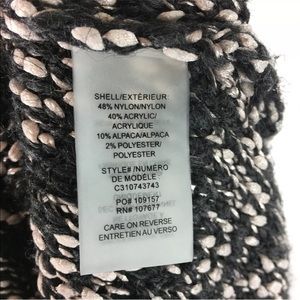 SHELL/EXTÉRIEUR:
48% NYLON/NYLON
40% ACRYLIC/
ACRYLIQUE
10% ALPACA/ALPAGA
2% POLYESTER/
POLYESTER
STYLE#/NUMÉRO
DE MODÈLE
C310743743
PO# 109157
RN# 107677
CARE ON REVERSE
ENTRETIEN AU VERSO